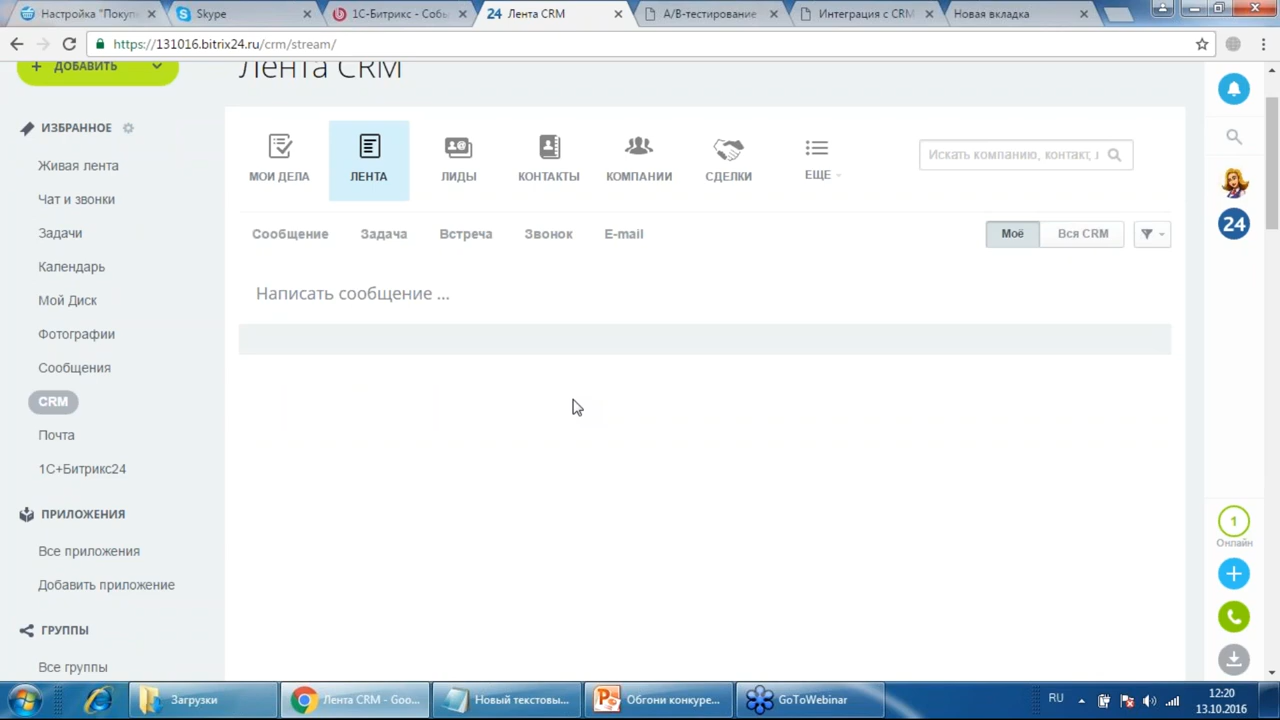 Настройка "Покуп
Skype
1С-Битрикс - Собы
24 Лента CRM
A/B-тестирование
Интеграция с CRM
Новая вкладка
https://131016.bitrix24.ru/crm/stream/
+ ДОБАВИТЬ
Лента CRM
ИЗБРАННОЕ
Живая лента
Чат и звонки
Задачи
Календарь
Мой Диск
Фотографии
Сообщения
CRM
Почта
1С+Битрикс24
ПРИЛОЖЕНИЯ
Все приложения
Добавить приложение
ГРУППЫ
Все группы
МОИ ДЕЛА
ЛЕНТА
ЛИДЫ
КОНТАКТЫ
КОМПАНИИ
СДЕЛКИ
ЕЩЕ
Искать компанию, контакт,
Сообщение
Задача
Встреча
Звонок
E-mail
Моё
Вся CRM
Написать сообщение ...
24
1
Онлайн
Загрузки
Лента CRM - Goo...
Новый текстовы...
Обгони конкуре...
GoToWebinar
RU
12:20
13.10.2016